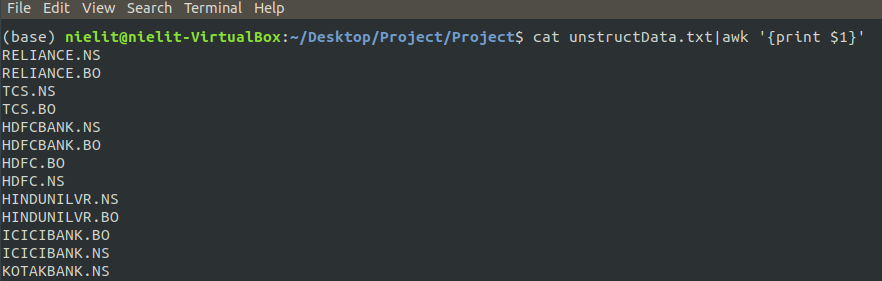 File Edit View Search Terminal Help
(base) nielit@nielit-VirtualBox:~/Desktop/Project/Project$ cat unstructData.txt|awk '{print $1}'
RELIANCE.NS
RELIANCE.BO
TCS.NS
TCS.BO
HDFCBANK.NS
HDFCBANK.BO
HDFC.BO
HDFC.NS
HINDUNILVR.NS
HINDUNILVR.BO
ICICIBANK.BO
ICICIBANK.NS
KOTAKBANK.NS